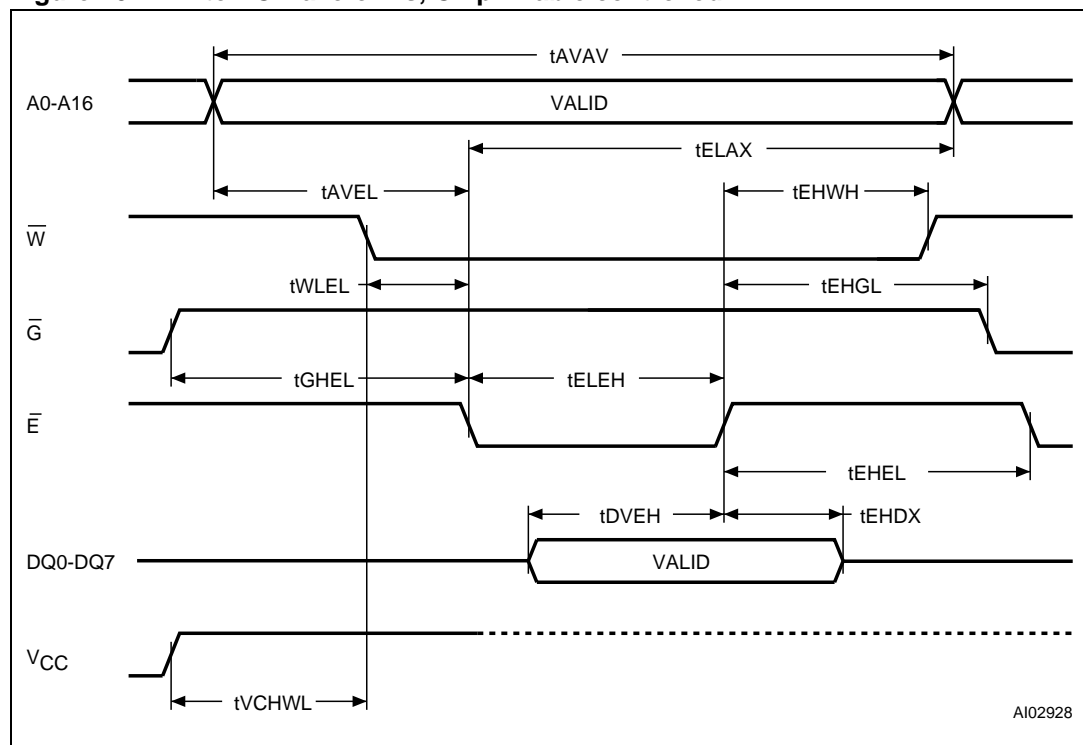 tAVAV
A0-A16
VALID
tELAX
tAVEL
tEHWH
W
tWLEL
tEHGL
G
tGHEL
tELEH
E
tEHEL
tDVEH
tEHDX
DQ0-DQ7
VALID
VCC
tVCHWL
AI02928